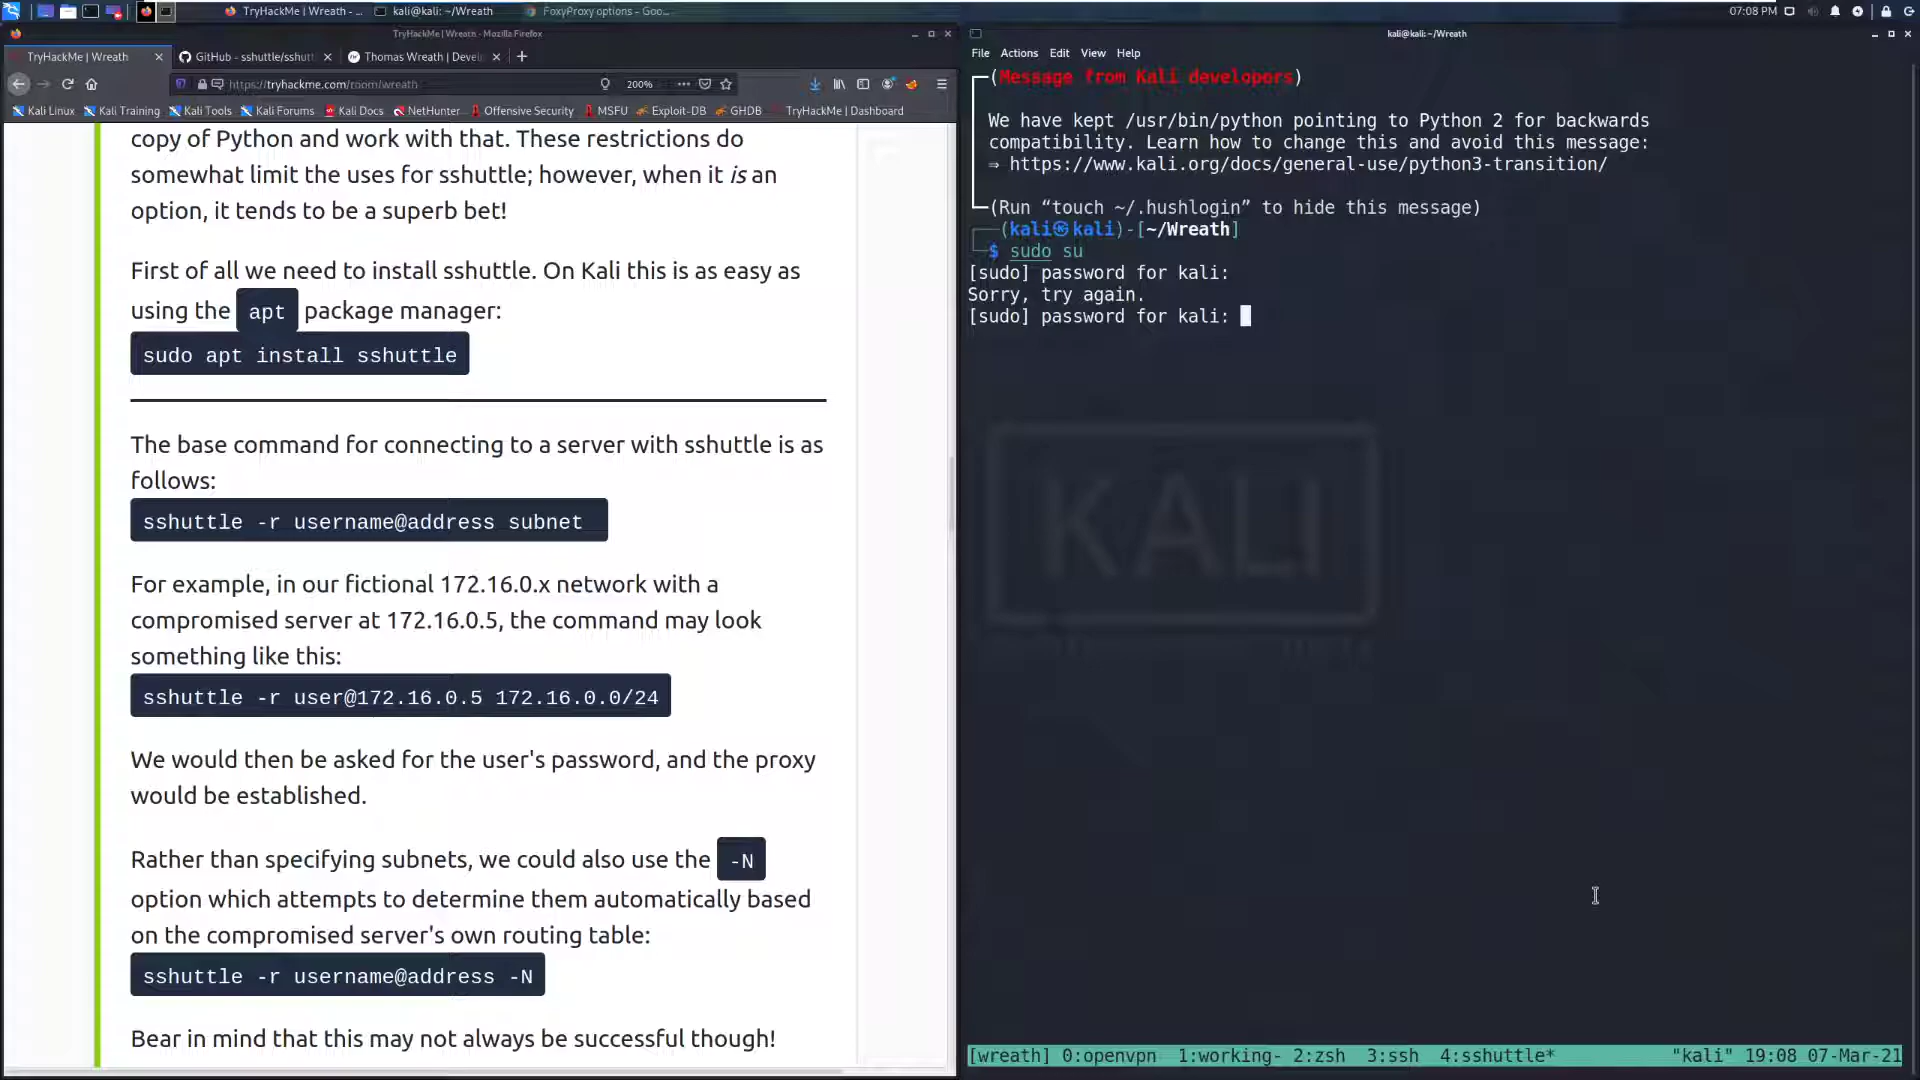 TryHackMe | Wreath - ...
kali@kali: ~/Wreath
FoxyProxy options - Goo...
07:08 PM
TryHackMe | Wreath - Mozilla Firefox
TryHackMe | Wreath
GitHub - sshuttle/sshutt
Thomas Wreath | Develo
https://tryhackme.com/room/wreath
200%
Kali Linux
Kali Training
Kali Tools
Kali Forums
Kali Docs
NetHunter
Offensive Security
MSFU
Exploit-DB
GHDB
TryHackMe | Dashboard
copy of Python and work with that. These restrictions do
somewhat limit the uses for sshuttle; however, when it is an
option, it tends to be a superb bet!
First of all we need to install sshuttle. On Kali this is as easy as
using the apt package manager:
sudo apt install sshuttle
The base command for connecting to a server with sshuttle is as
follows:
sshuttle -r username@address subnet
For example, in our fictional 172.16.0.x network with a
compromised server at 172.16.0.5, the command may look
something like this:
sshuttle -r user@172.16.0.5 172.16.0.0/24
We would then be asked for the user's password, and the proxy
would be established.
Rather than specifying subnets, we could also use the -N
option which attempts to determine them automatically based
on the compromised server's own routing table:
sshuttle -r username@address -N
Bear in mind that this may not always be successful though!
kali@kali: ~/Wreath
File Actions Edit View Help
(Message from Kali developers)
We have kept /usr/bin/python pointing to Python 2 for backwards
compatibility. Learn how to change this and avoid this message:
⇒ https://www.kali.org/docs/general-use/python3-transition/
(Run “touch ~/.hushlogin” to hide this message)
(kali㉿kali)-[~/Wreath]
$ sudo su
[sudo] password for kali:
Sorry, try again.
[sudo] password for kali:
KALI
[wreath] 0:openvpn 1:working- 2:zsh 3:ssh 4:sshuttle* "kali" 19:08 07-Mar-21